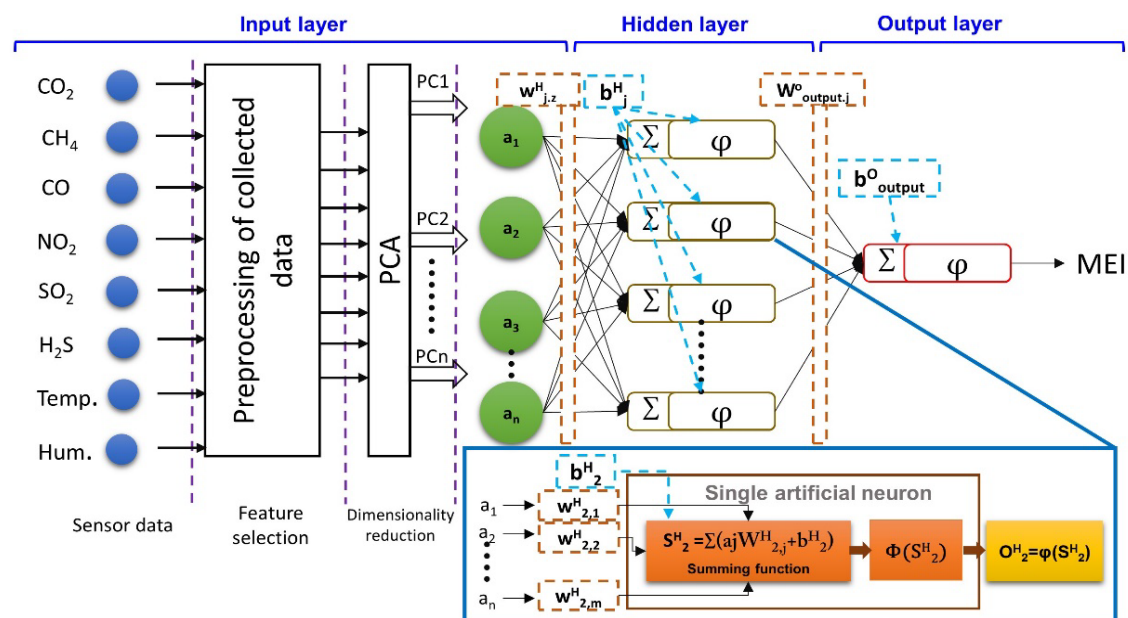 Input layer
Hidden layer
Output layer
CO₂
CH₄
CO
NO₂
SO₂
H₂S
Temp.
Hum.
Sensor data
Preprocessing of collected
data
Feature
selection
PCA
Dimensionality
reduction
PC1
PC2
PCn
a₁
a₂
a₃
aₙ
wᴴj,z
bᴴj
Σ φ
Σ φ
Σ φ
Σ φ
Wᵒoutput,j
bᴼoutput
Σ φ
MEI
bᴴ₂
Single artificial neuron
a₁
wᴴ₂,₁
a₂
wᴴ₂,₂
aₙ
wᴴ₂,m
Sᴴ₂ =Σ(ajWᴴ₂,j+bᴴ₂)
Summing function
Φ(Sᴴ₂)
Oᴴ₂=φ(Sᴴ₂)